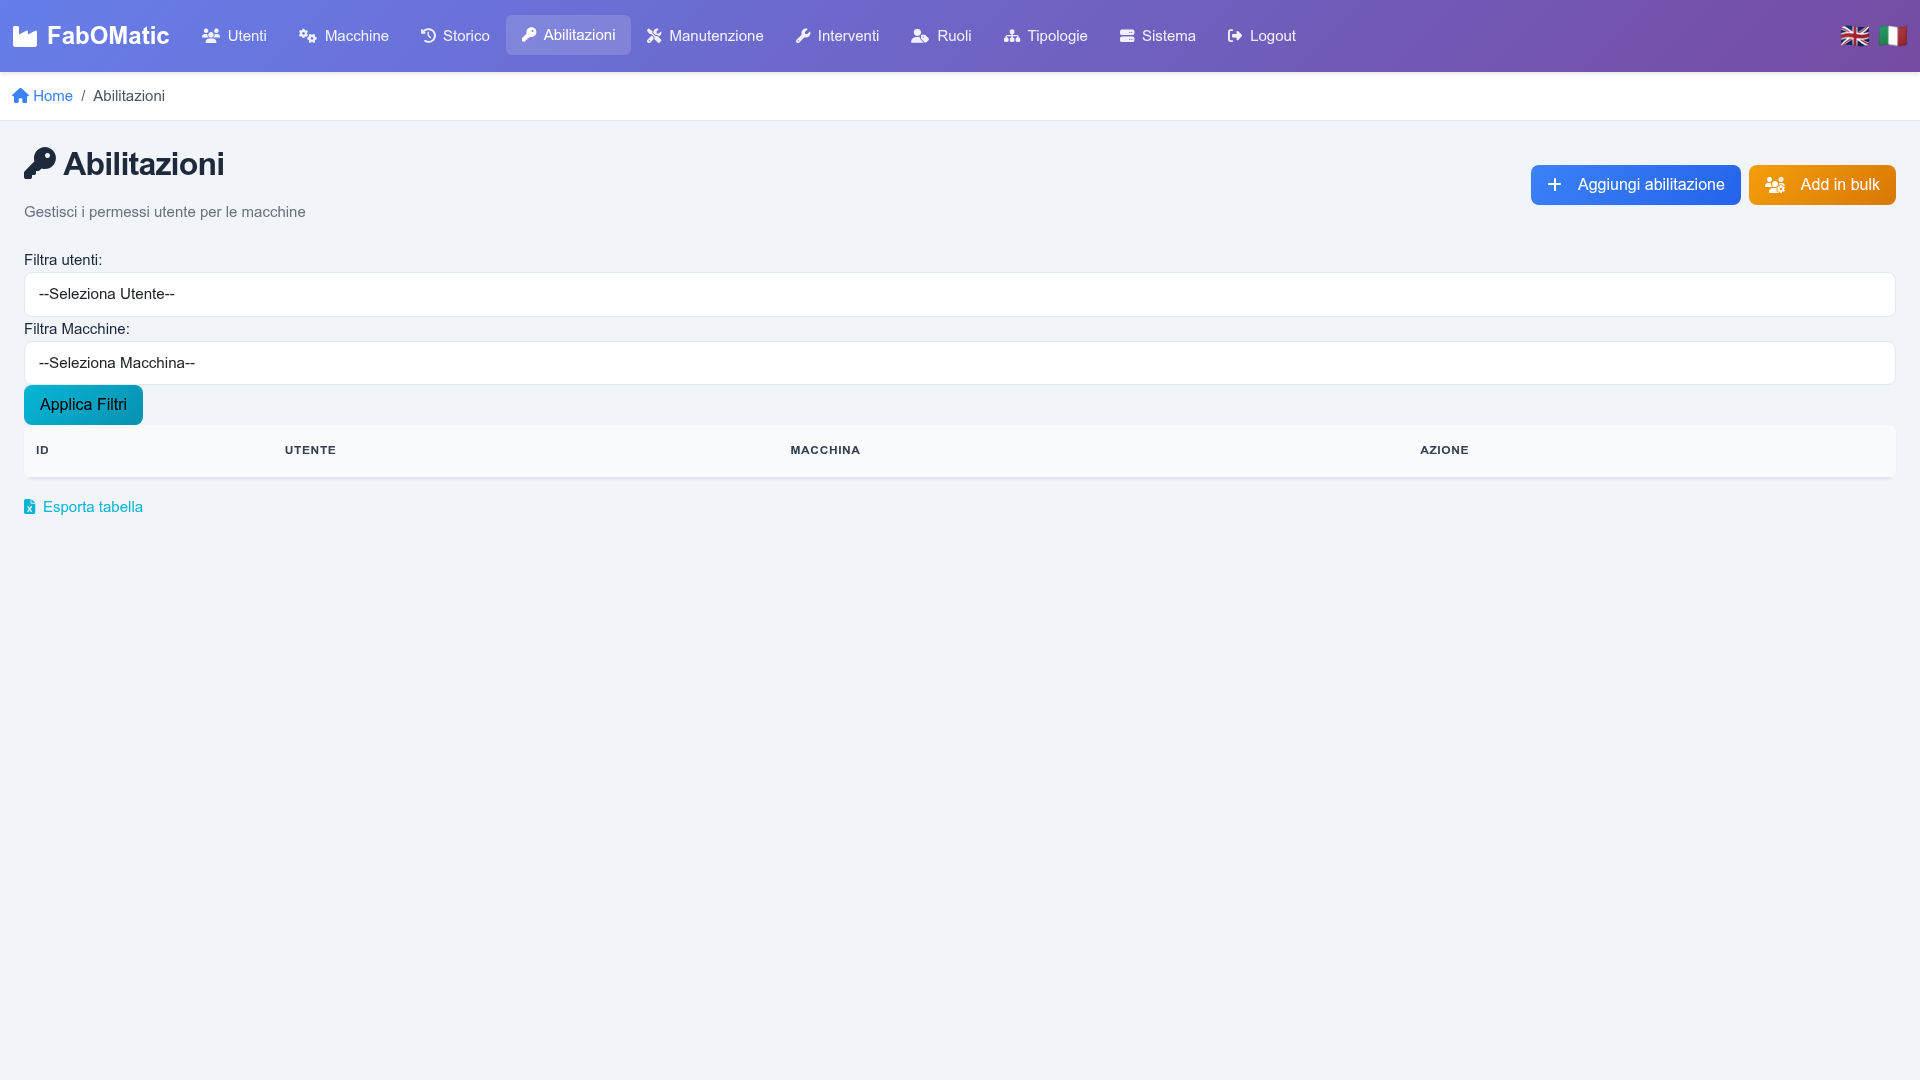 FabOMatic
Utenti
Macchine
Storico
Abilitazioni
Manutenzione
Interventi
Ruoli
Tipologie
Sistema
Logout
Home / Abilitazioni
Abilitazioni
Gestisci i permessi utente per le macchine
Aggiungi abilitazione
Add in bulk
Filtra utenti:
--Seleziona Utente--
Filtra Macchine:
--Seleziona Macchina--
Applica Filtri
ID UTENTE MACCHINA AZIONE
Esporta tabella